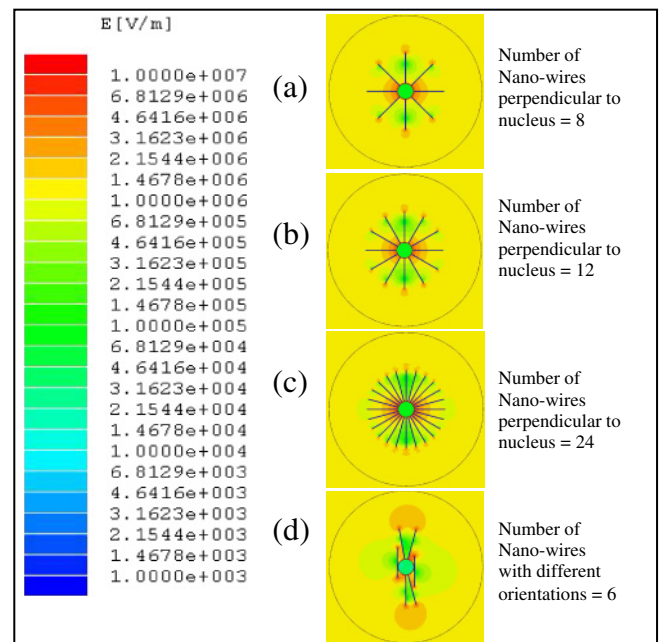 E[V/m]
1.0000e+007
6.8129e+006
4.6416e+006
3.1623e+006
2.1544e+006
1.4678e+006
1.0000e+006
6.8129e+005
4.6416e+005
3.1623e+005
2.1544e+005
1.4678e+005
1.0000e+005
6.8129e+004
4.6416e+004
3.1623e+004
2.1544e+004
1.4678e+004
1.0000e+004
6.8129e+003
4.6416e+003
3.1623e+003
2.1544e+003
1.4678e+003
1.0000e+003
(a)
Number of
Nano-wires
perpendicular to
nucleus = 8
(b)
Number of
Nano-wires
perpendicular to
nucleus = 12
(c)
Number of
Nano-wires
perpendicular to
nucleus = 24
(d)
Number of
Nano-wires
with different
orientations = 6